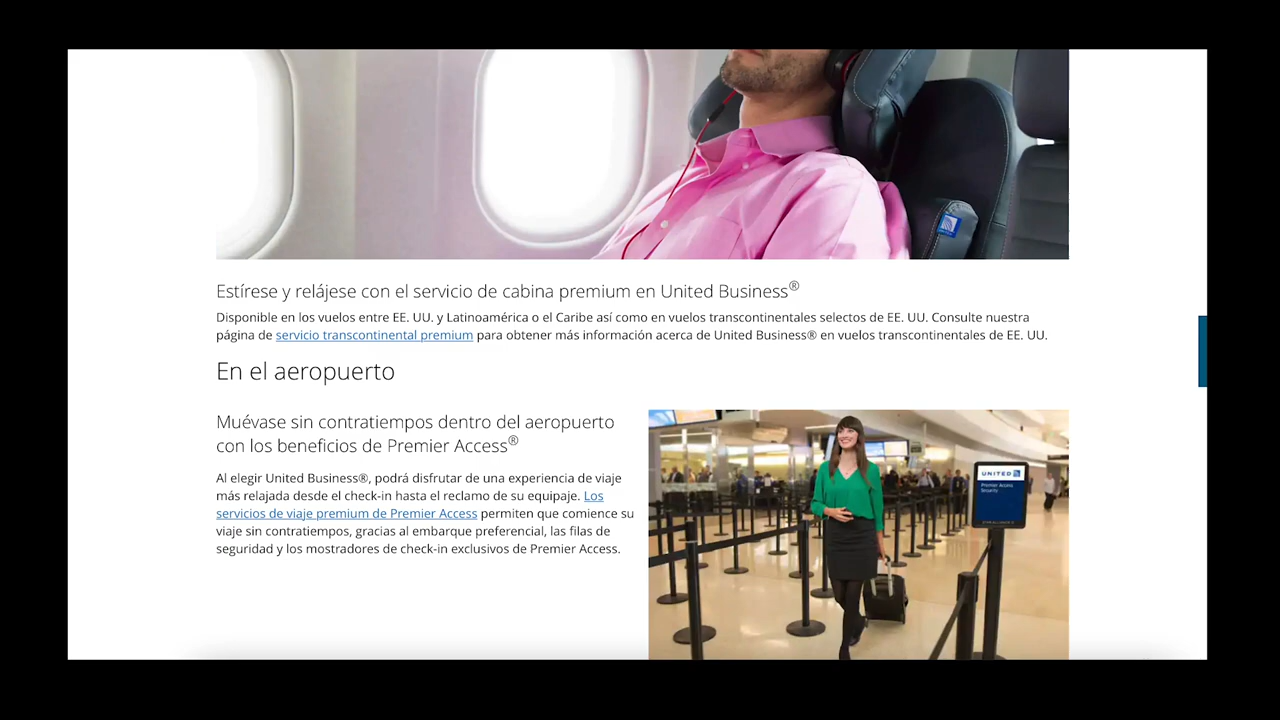 Estírese y relájese con el servicio de cabina premium en United Business®
Disponible en los vuelos entre EE. UU. y Latinoamérica o el Caribe así como en vuelos transcontinentales selectos de EE. UU. Consulte nuestra
página de servicio transcontinental premium para obtener más información acerca de United Business® en vuelos transcontinentales de EE. UU.
En el aeropuerto
Muévase sin contratiempos dentro del aeropuerto
con los beneficios de Premier Access®
Al elegir United Business®, podrá disfrutar de una experiencia de viaje
más relajada desde el check-in hasta el reclamo de su equipaje. Los
servicios de viaje premium de Premier Access permiten que comience su
viaje sin contratiempos, gracias al embarque preferencial, las filas de
seguridad y los mostradores de check-in exclusivos de Premier Access.
UNITED
Premier Access
Security